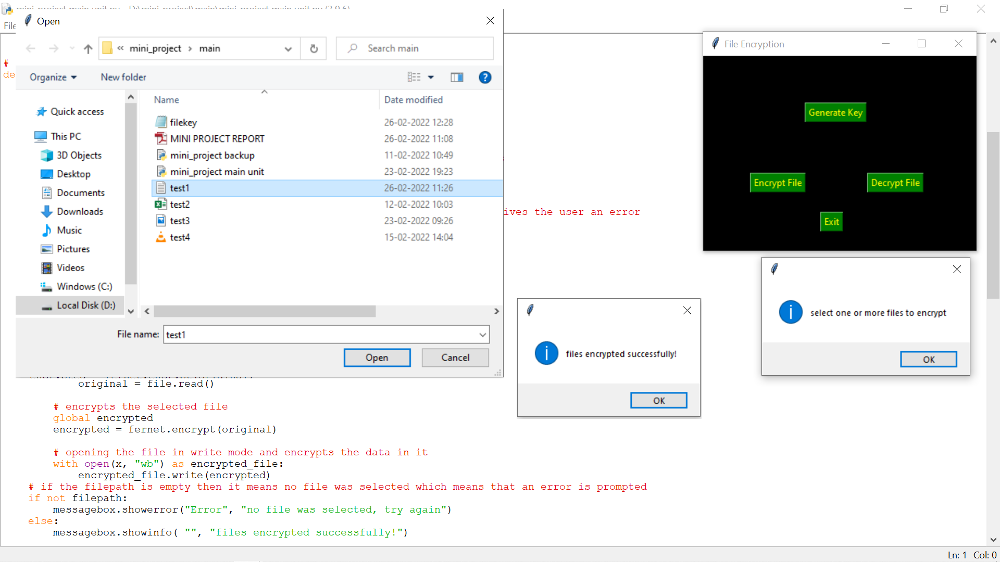 mini_project main unit.py - D:\mini_project\main\mini_project main unit.py (3.9.6)
File
Open
mini_project
main
Search main
#
de
Organize
New folder
Name
Date modified
Quick access
This PC
3D Objects
Desktop
Documents
Downloads
Music
Pictures
Videos
Windows (C:)
Local Disk (D:)
filekey 26-02-2022 12:28
MINI PROJECT REPORT 26-02-2022 11:08
mini_project backup 11-02-2022 10:49
mini_project main unit 23-02-2022 19:23
test1 26-02-2022 11:26
test2 12-02-2022 10:03
test3 23-02-2022 09:26
test4 15-02-2022 14:04
File name: test1
Open
Cancel
ives the user an error
File Encryption
Generate Key
Encrypt File
Decrypt File
Exit
select one or more files to encrypt
OK
files encrypted successfully!
OK
original = file.read()
# encrypts the selected file
global encrypted
encrypted = fernet.encrypt(original)
# opening the file in write mode and encrypts the data in it
with open(x, "wb") as encrypted_file:
encrypted_file.write(encrypted)
# if the filepath is empty then it means no file was selected which means that an error is prompted
if not filepath:
messagebox.showerror("Error", "no file was selected, try again")
else:
messagebox.showinfo( "", "files encrypted successfully!")
Ln: 1 Col: 0